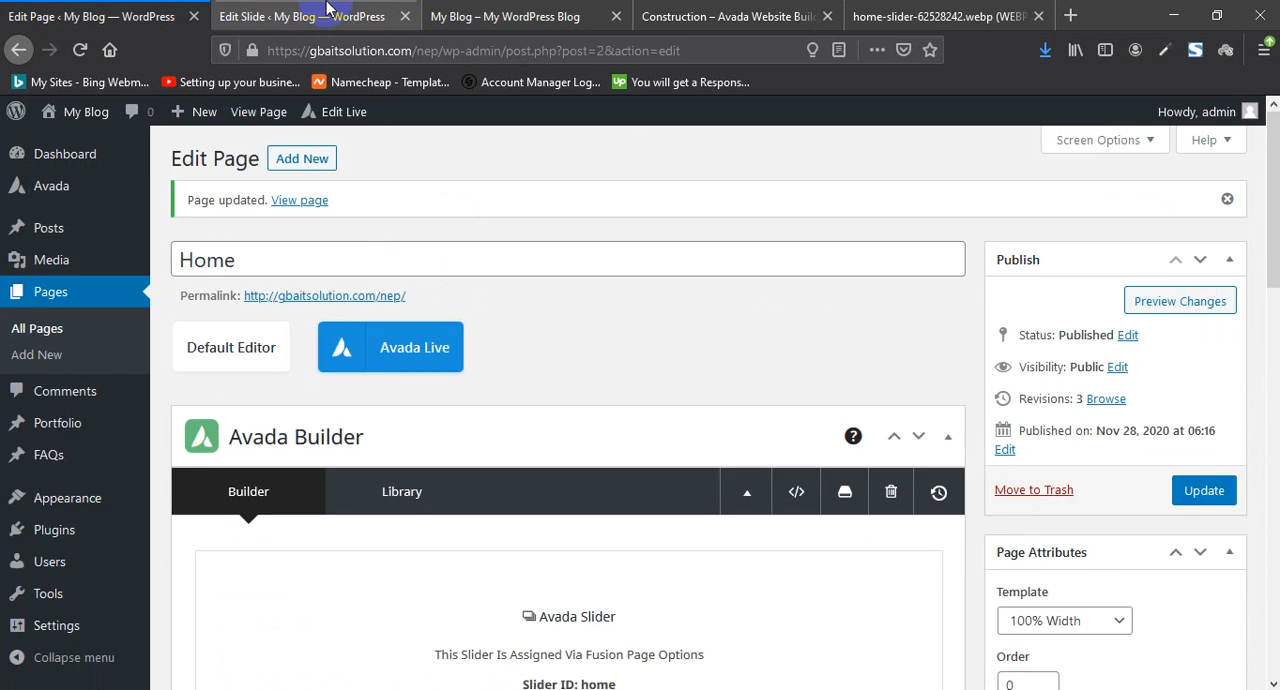 Edit Page ‹ My Blog — WordPress
Edit Slide ‹ My Blog — WordPress
My Blog – My WordPress Blog
Construction – Avada Website Buil
home-slider-62528242.webp (WEBP
https://gbaitsolution.com/nep/wp-admin/post.php?post=2&action=edit
My Sites - Bing Webm...
Setting up your busine...
Namecheap - Templat...
Account Manager Log...
You will get a Respons...
My Blog
0
New
View Page
Edit Live
Howdy, admin
Dashboard
Avada
Posts
Media
Pages
All Pages
Add New
Comments
Portfolio
FAQs
Appearance
Plugins
Users
Tools
Settings
Collapse menu
Screen Options
Help
Edit Page
Add New
Page updated. View page
Home
Permalink: http://gbaitsolution.com/nep/
Default Editor
Avada Live
Avada Builder
Builder
Library
Avada Slider
This Slider Is Assigned Via Fusion Page Options
Slider ID: home
Publish
Preview Changes
Status: Published Edit
Visibility: Public Edit
Revisions: 3 Browse
Published on: Nov 28, 2020 at 06:16
Edit
Move to Trash
Update
Page Attributes
Template
100% Width
Order
0